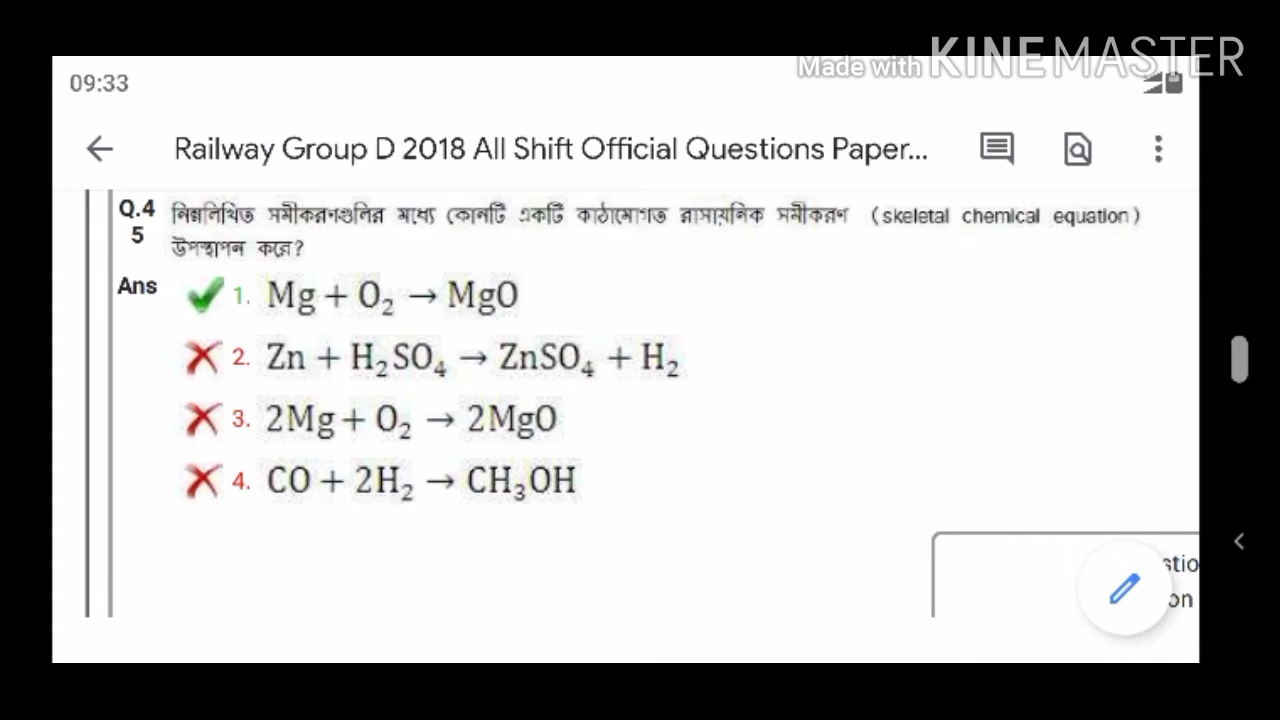 Made with KINEMASTER
09:33
Railway Group D 2018 All Shift Official Questions Paper...
Q.4 নিম্নলিখিত সমীকরণগুলির মধ্যে কোনটি একটি কাঠামোগত রাসায়নিক সমীকরণ (skeletal chemical equation)
5 উপস্থাপন করে?
Ans 1. Mg + O₂ → MgO
2. Zn + H₂SO₄ → ZnSO₄ + H₂
3. 2Mg + O₂ → 2MgO
4. CO + 2H₂ → CH₃OH
stio
on